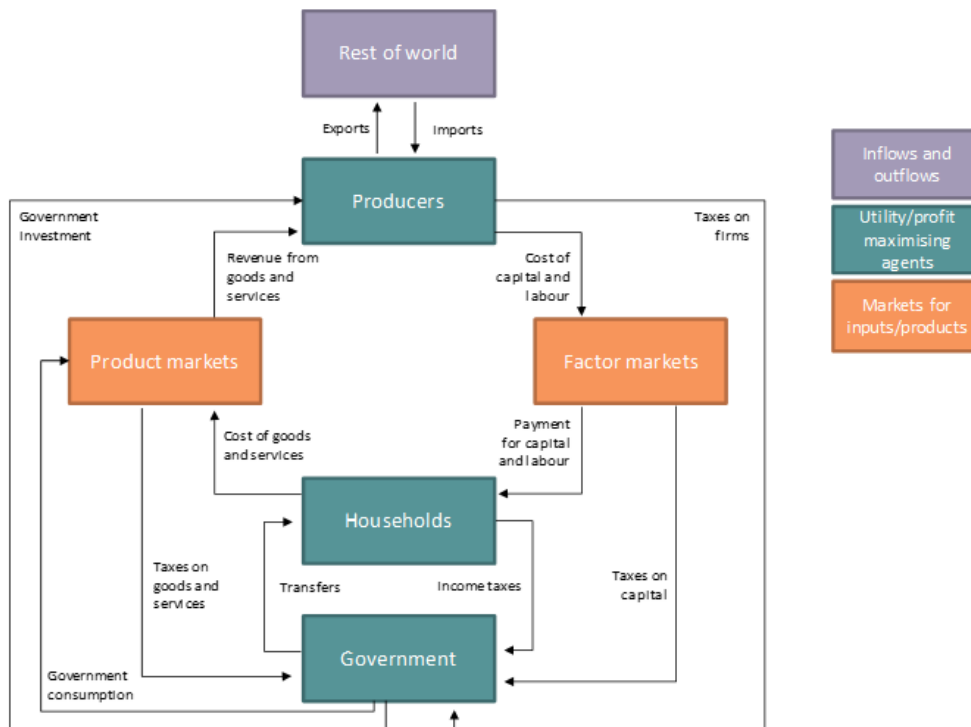 Rest of world
Exports
Imports
Producers
Government
Investment
Taxes on
firms
Revenue from
goods and
services
Cost of
capital and
labour
Product markets
Factor markets
Cost of goods
and services
Payment
for capital
and labour
Households
Taxes on
goods and
services
Transfers
Income taxes
Taxes on
capital
Government
Government
consumption
Inflows and
outflows
Utility/profit
maximising
agents
Markets for
inputs/products